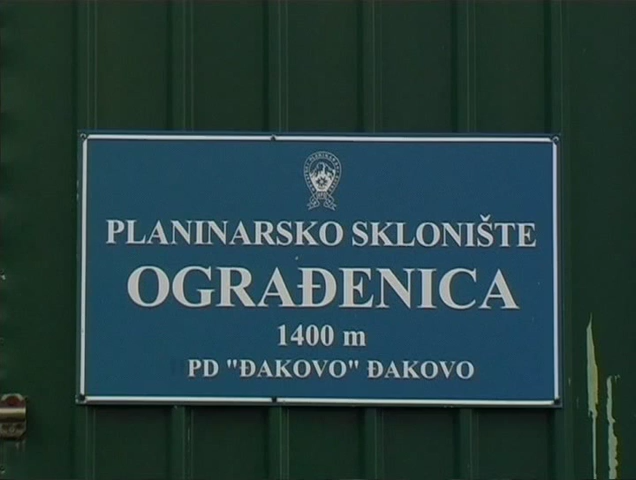 PLANINARSKO SKLONIŠTE
OGRAĐENICA
1400 m
PD "ĐAKOVO" ĐAKOVO